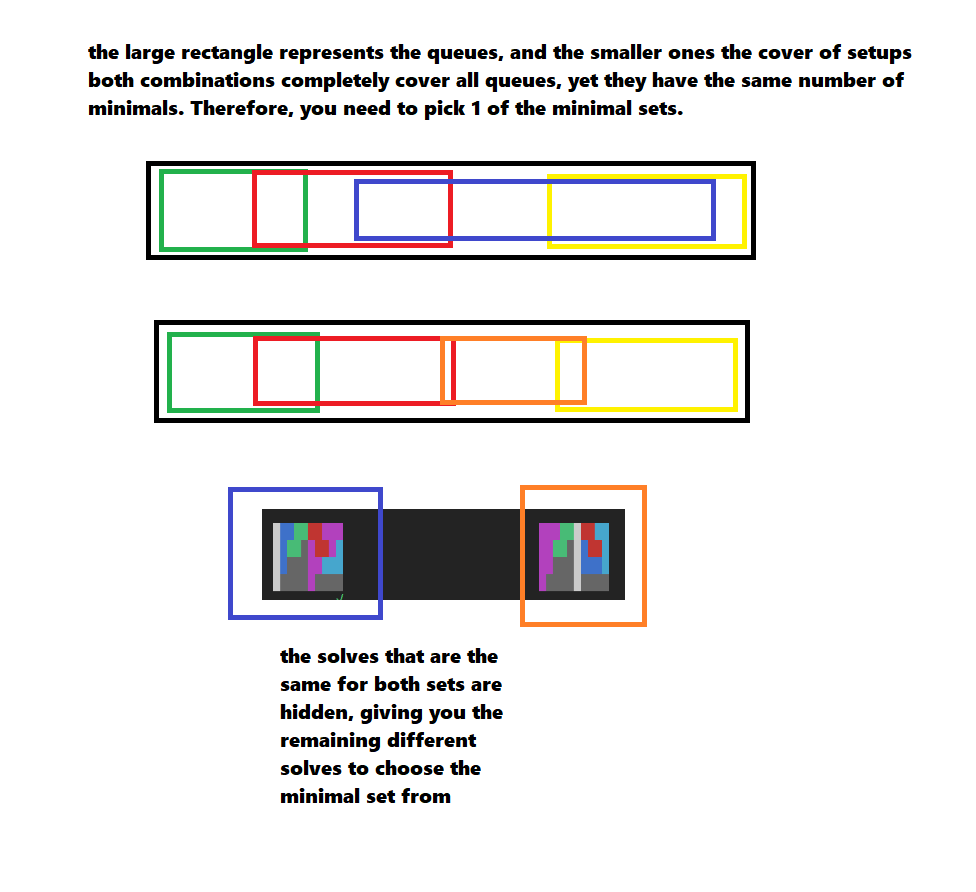 the large rectangle represents the queues, and the smaller ones the cover of setups
both combinations completely cover all queues, yet they have the same number of
minimals. Therefore, you need to pick 1 of the minimal sets.
the solves that are the
same for both sets are
hidden, giving you the
remaining different
solves to choose the
minimal set from